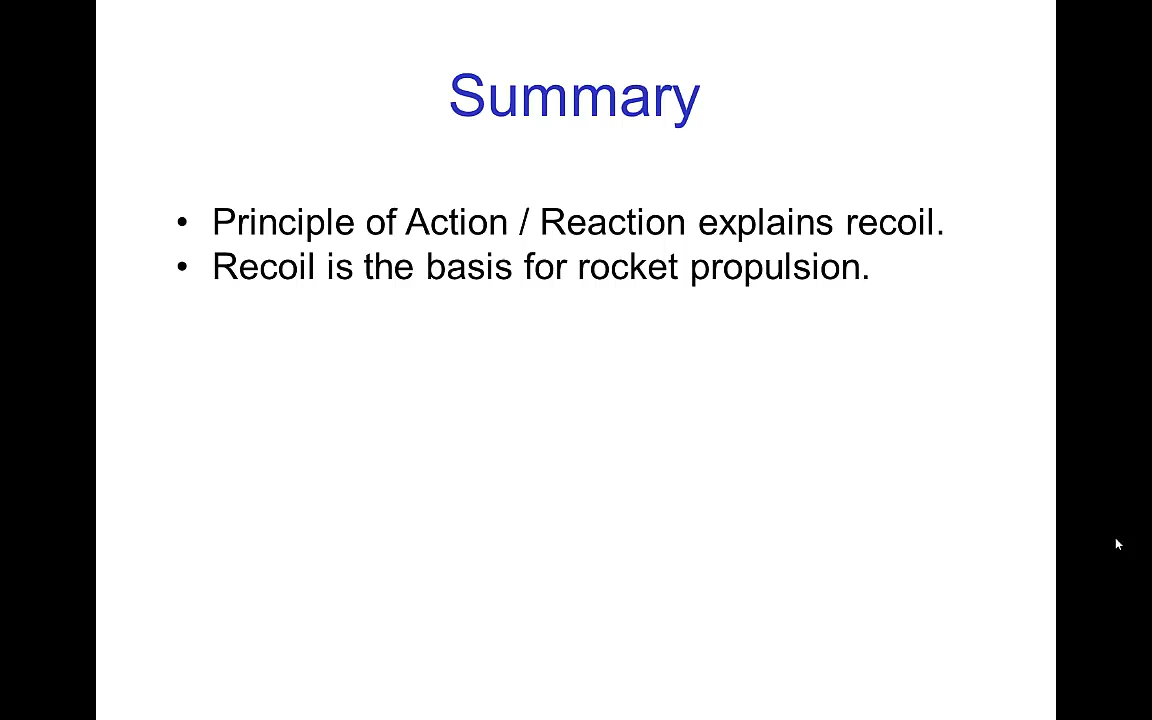 Summary
• Principle of Action / Reaction explains recoil.
• Recoil is the basis for rocket propulsion.